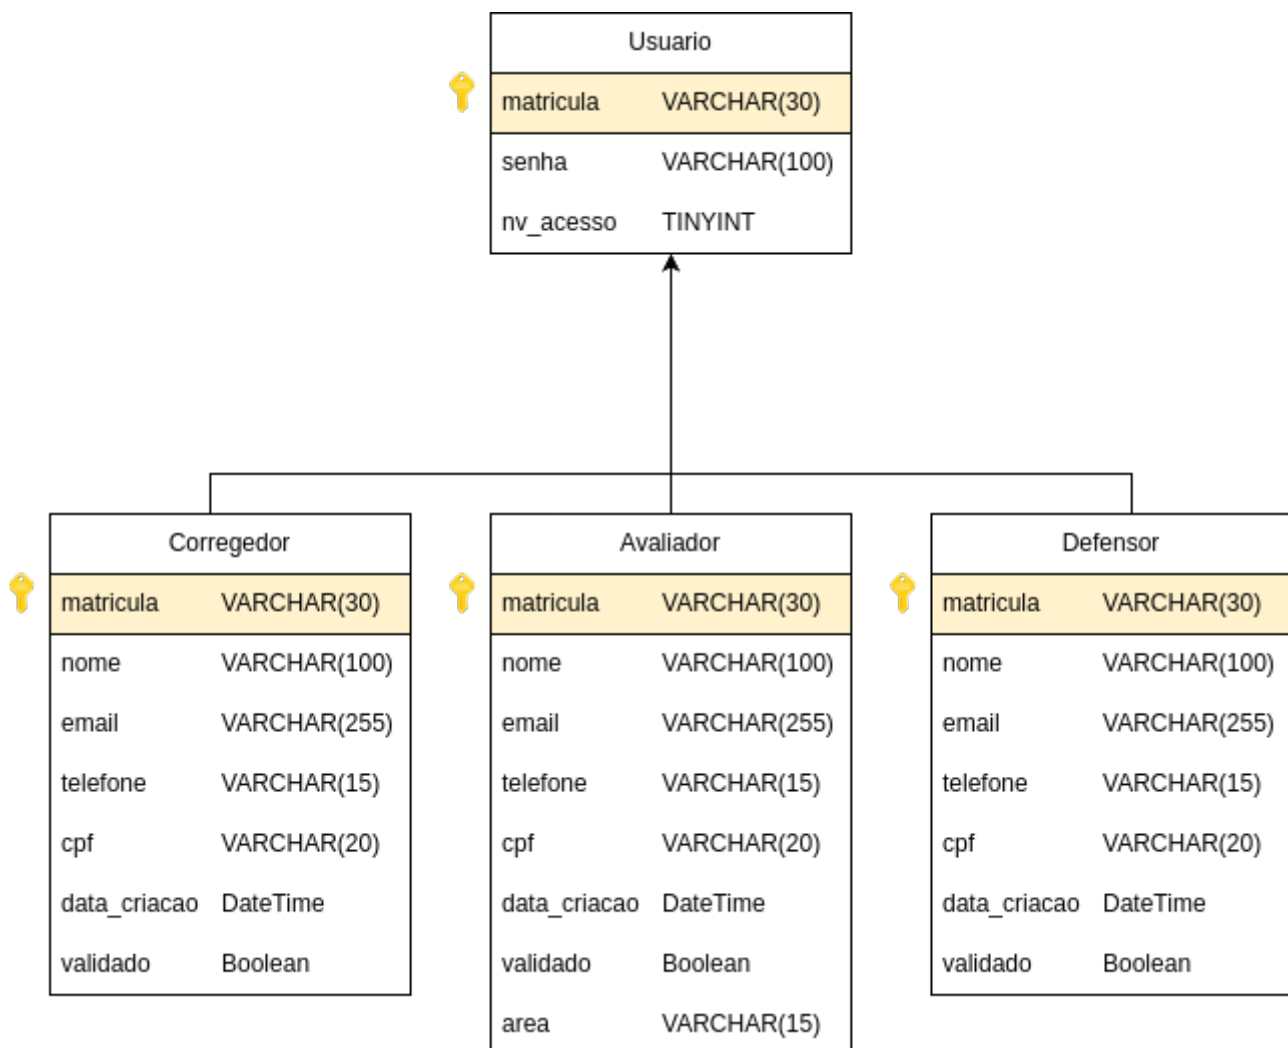 Usuario
matricula VARCHAR(30)
senha VARCHAR(100)
nv_acesso TINYINT
Corregedor
matricula VARCHAR(30)
nome VARCHAR(100)
email VARCHAR(255)
telefone VARCHAR(15)
cpf VARCHAR(20)
data_criacao DateTime
validado Boolean
Avaliador
matricula VARCHAR(30)
nome VARCHAR(100)
email VARCHAR(255)
telefone VARCHAR(15)
cpf VARCHAR(20)
data_criacao DateTime
validado Boolean
area VARCHAR(15)
Defensor
matricula VARCHAR(30)
nome VARCHAR(100)
email VARCHAR(255)
telefone VARCHAR(15)
cpf VARCHAR(20)
data_criacao DateTime
validado Boolean